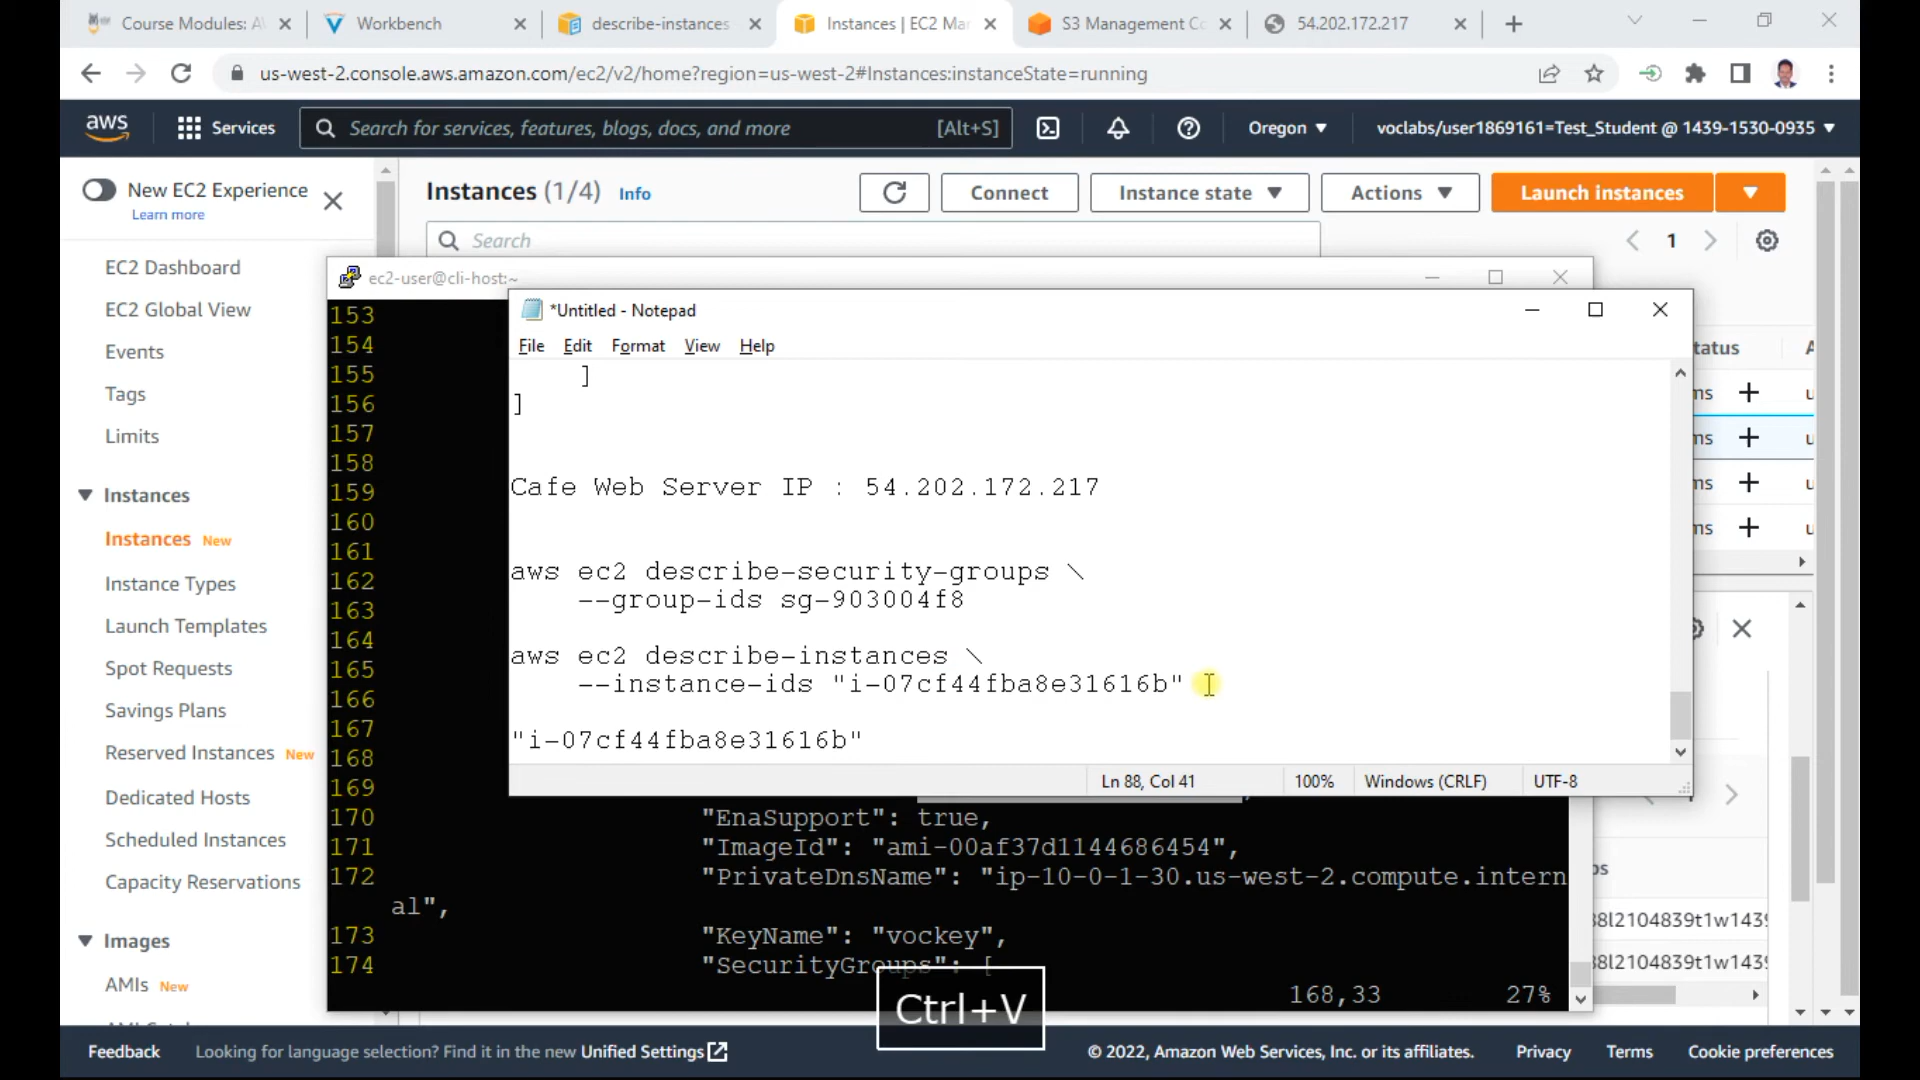 Course Modules: A
Workbench
describe-instances
Instances | EC2 Mar
S3 Management Co
54.202.172.217
us-west-2.console.aws.amazon.com/ec2/v2/home?region=us-west-2#Instances:instanceState=running
aws
Services
Search for services, features, blogs, docs, and more
[Alt+S]
Oregon
voclabs/user1869161=Test_Student @ 1439-1530-0935
New EC2 Experience
Learn more
EC2 Dashboard
EC2 Global View
Events
Tags
Limits
Instances
Instances New
Instance Types
Launch Templates
Spot Requests
Savings Plans
Reserved Instances New
Dedicated Hosts
Scheduled Instances
Capacity Reservations
Images
AMIs New
Instances (1/4) Info
Connect
Instance state
Actions
Launch instances
Search
1
tatus
ec2-user@cli-host:~
153
154
155
156
157
158
159
160
161
162
163
164
165
166
167
168
169
170 "EnaSupport": true,
171 "ImageId": "ami-00af37d1144686454",
172 "PrivateDnsName": "ip-10-0-1-30.us-west-2.compute.intern
al",
173 "KeyName": "vockey",
174 "SecurityGroups": [
168,33 27%
*Untitled - Notepad
File Edit Format View Help
]
]
Cafe Web Server IP : 54.202.172.217
aws ec2 describe-security-groups \
--group-ids sg-903004f8
aws ec2 describe-instances \
--instance-ids "i-07cf44fba8e31616b"
"i-07cf44fba8e31616b"
Ln 88, Col 41
100%
Windows (CRLF)
UTF-8
Ctrl+V
Feedback
Looking for language selection? Find it in the new Unified Settings
© 2022, Amazon Web Services, Inc. or its affiliates.
Privacy
Terms
Cookie preferences